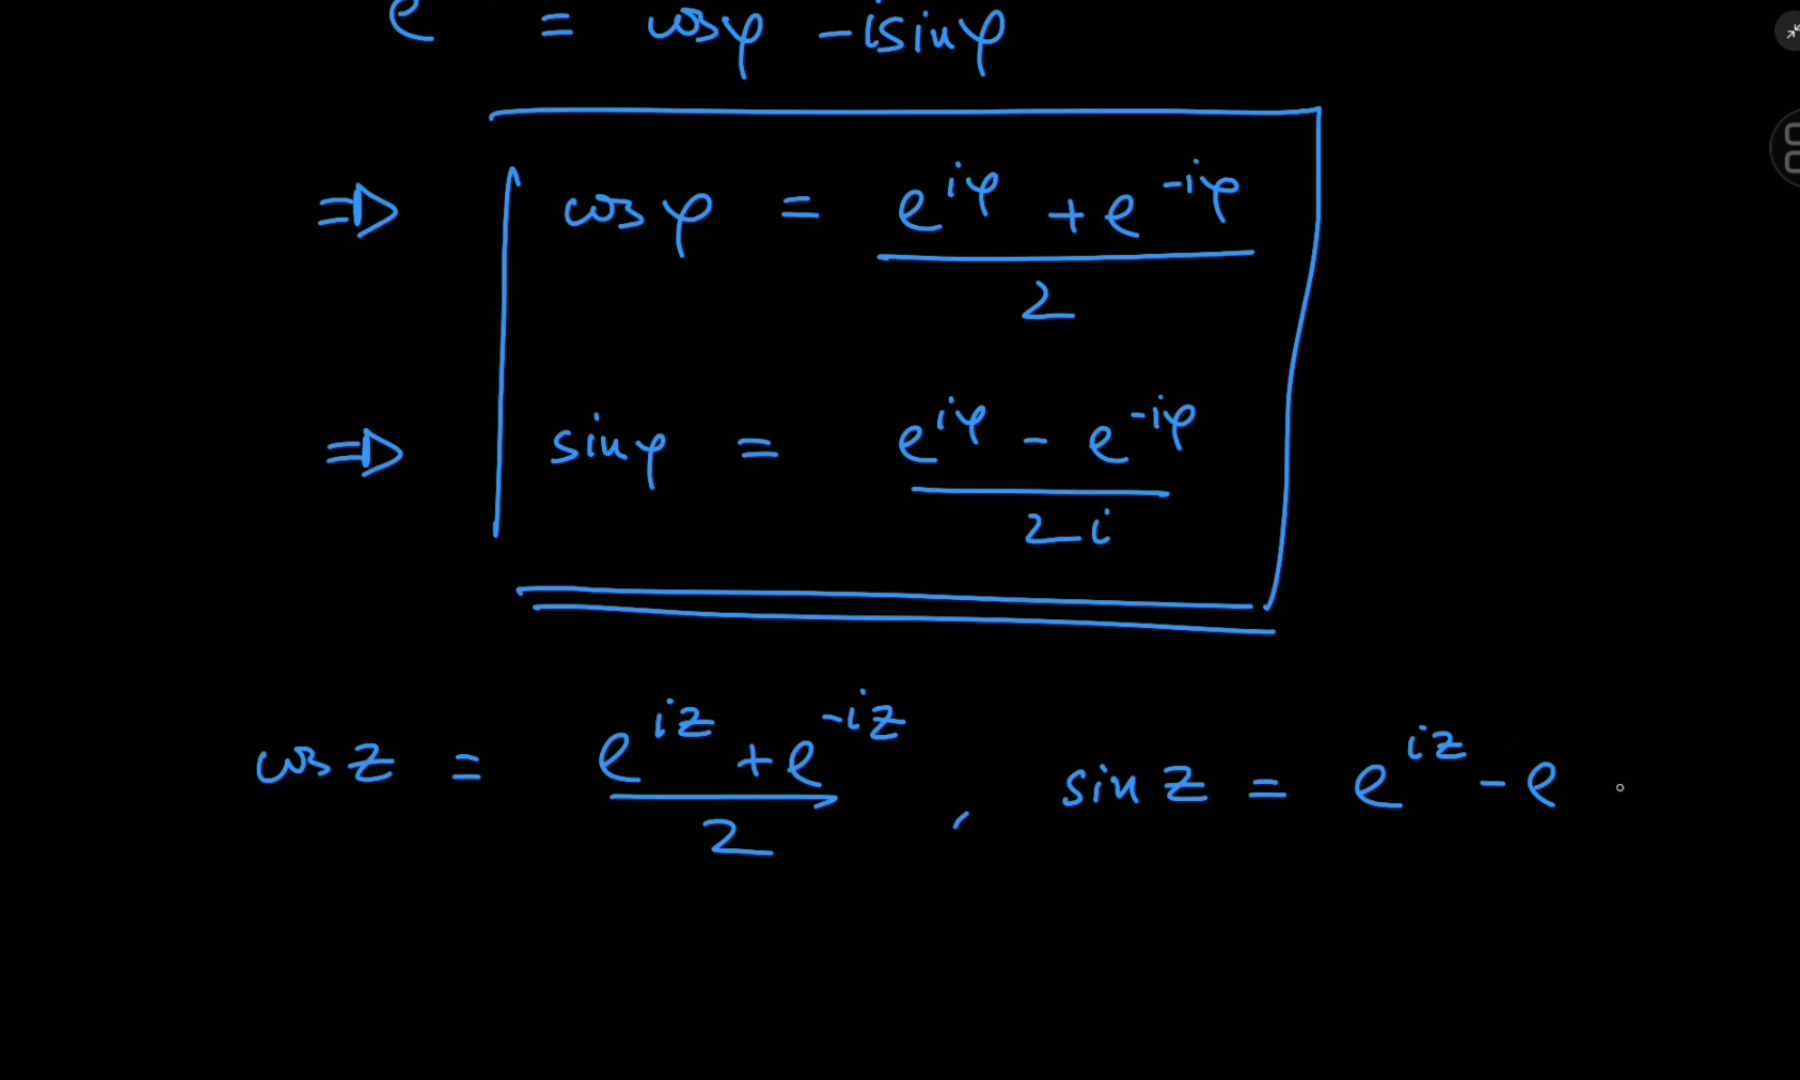 e = cosφ - isinφ
⇒ cosφ = (e^{iφ} + e^{-iφ}) / 2
⇒ sinφ = (e^{iφ} - e^{-iφ}) / 2i
cos z = (e^{iz} + e^{-iz}) / 2 , sin z = e^{iz} - e